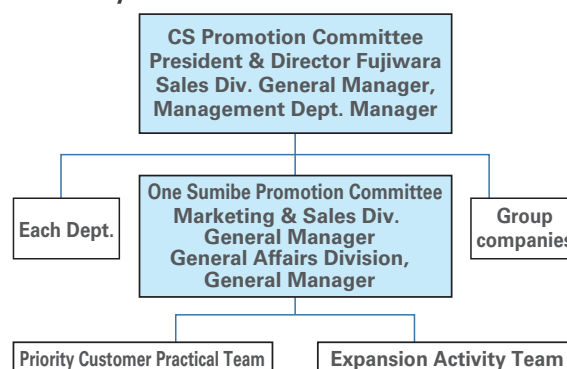 CS Promotion Committee
President & Director Fujiwara
Sales Div. General Manager,
Management Dept. Manager
Each Dept.
One Sumibe Promotion Committee
Marketing & Sales Div.
General Manager
General Affairs Division,
General Manager
Group
companies
Priority Customer Practical Team
Expansion Activity Team